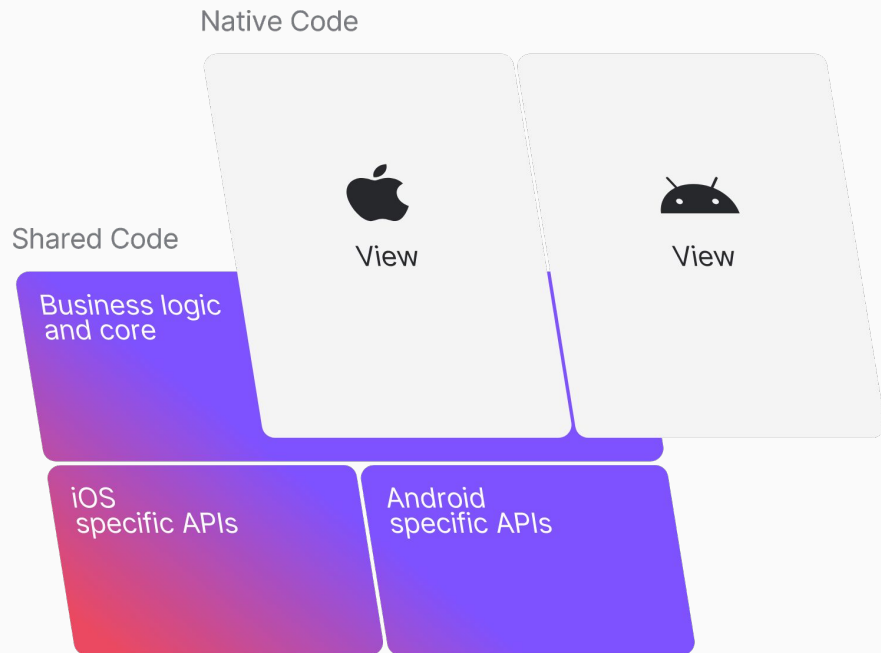 Native Code
View
View
Shared Code
Business logic
and core
iOS
specific APIs
Android
specific APIs